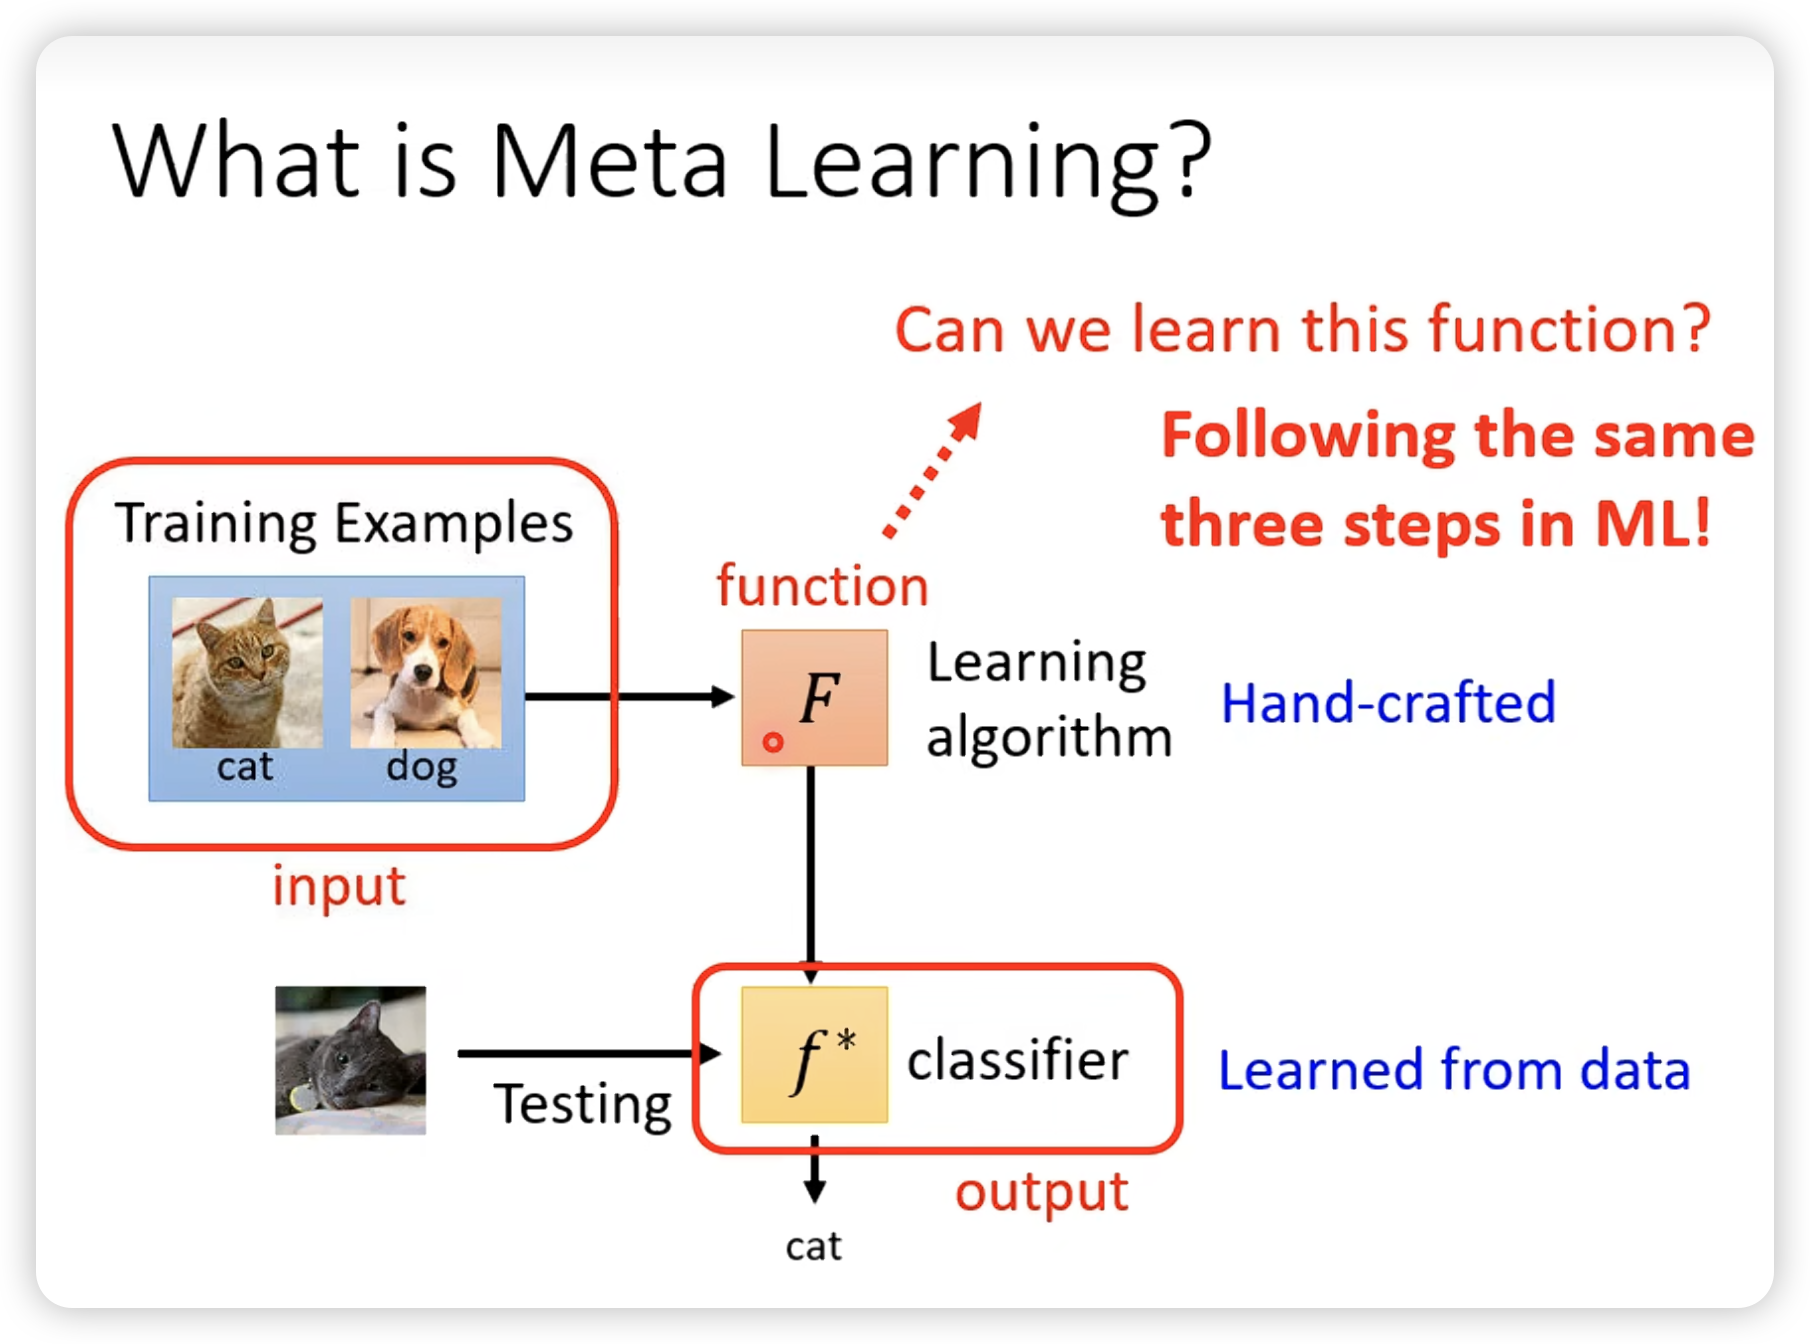 What is Meta Learning?
Can we learn this function?
Following the same
three steps in ML!
Training Examples
cat
dog
input
function
F
Learning
algorithm
Hand-crafted
Testing
f*
classifier
Learned from data
output
cat